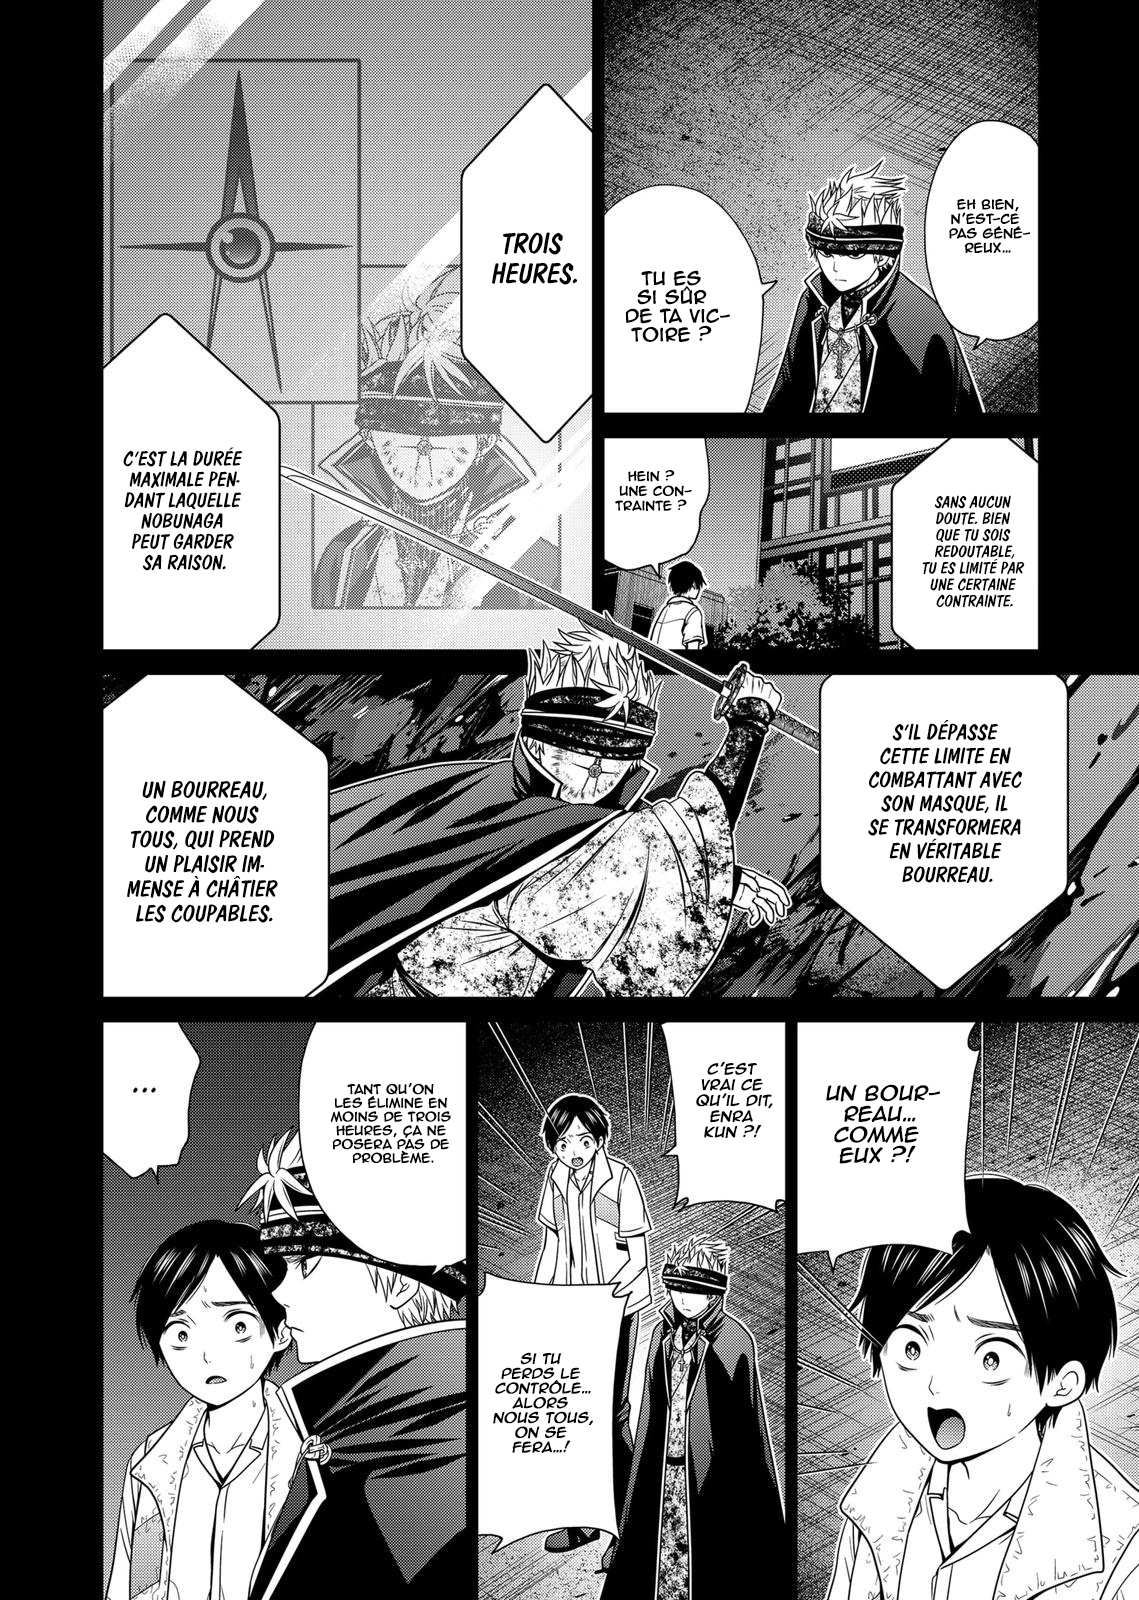 EH BIEN,
N'EST-CE
PAS GÉNÉ-
REUX...
TU ES
SI SÛR
DE TA VIC-
TOIRE ?
SANS AUCUN
DOUTE. BIEN
QUE TU SOIS
REDOUTABLE,
TU ES LIMITÉ PAR
UNE CERTAINE
CONTRAINTE.
HEIN ?
UNE CON-
TRAINTE ?
TROIS
HEURES.
C'EST LA DURÉE
MAXIMALE PEN-
DANT LAQUELLE
NOBUNAGA
PEUT GARDER
SA RAISON.
S'IL DÉPASSE
CETTE LIMITE EN
COMBATTANT AVEC
SON MASQUE, IL
SE TRANSFORMERA
EN VÉRITABLE
BOURREAU.
UN BOURREAU,
COMME NOUS
TOUS, QUI PREND
UN PLAISIR IM-
MENSE À CHÂTIER
LES COUPABLES.
UN BOUR-
REAU...
COMME
EUX ?!
C'EST
VRAI CE
QU'IL DIT,
ENRA
KUN ?!
SI TU
PERDS LE
CONTRÔLE...
ALORS
NOUS TOUS,
ON SE
FERA...!
TANT QU'ON
LES ÉLIMINE EN
MOINS DE TROIS
HEURES, ÇA NE
POSERA PAS DE
PROBLÈME.
...